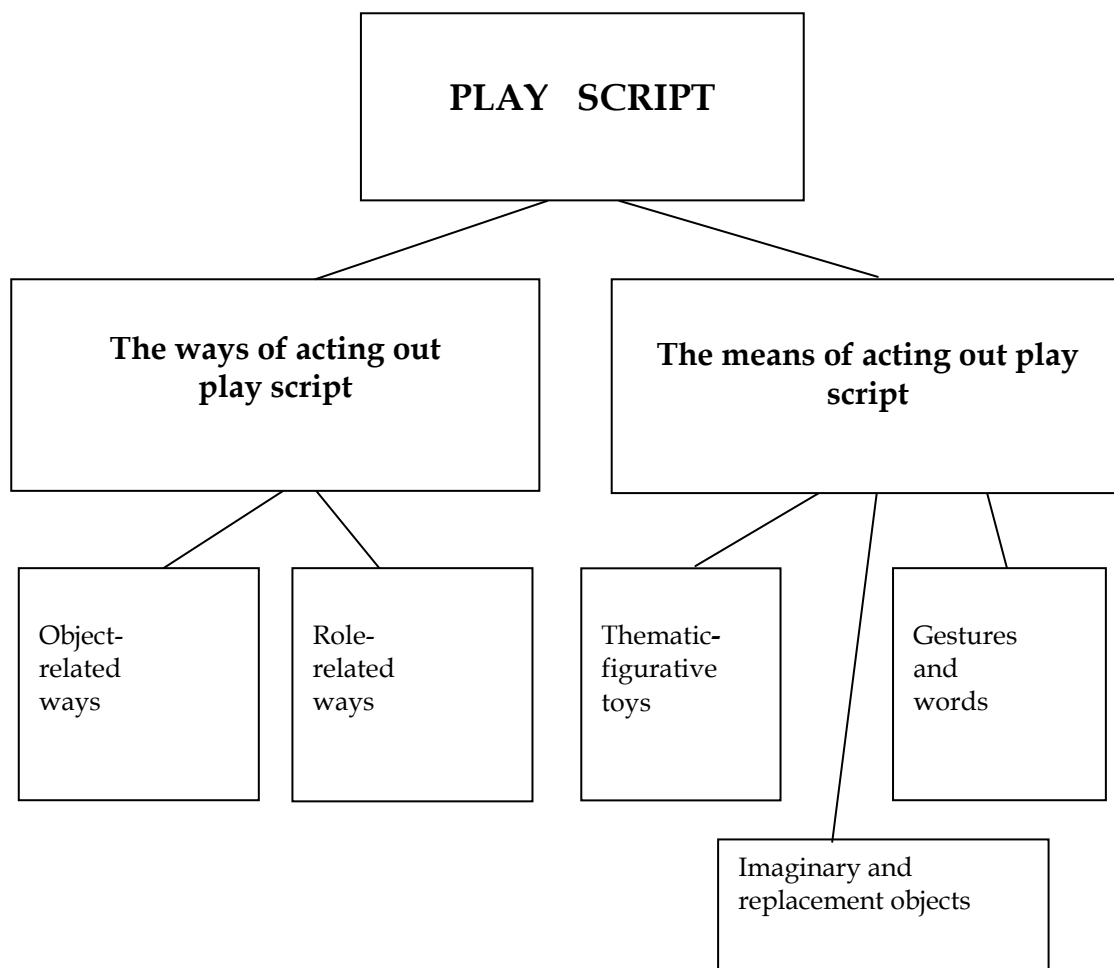 PLAY SCRIPT
The ways of acting out
play script
The means of acting out play
script
Object-
related
ways
Role-
related
ways
Thematic-
figurative
toys
Gestures
and
words
Imaginary and
replacement objects